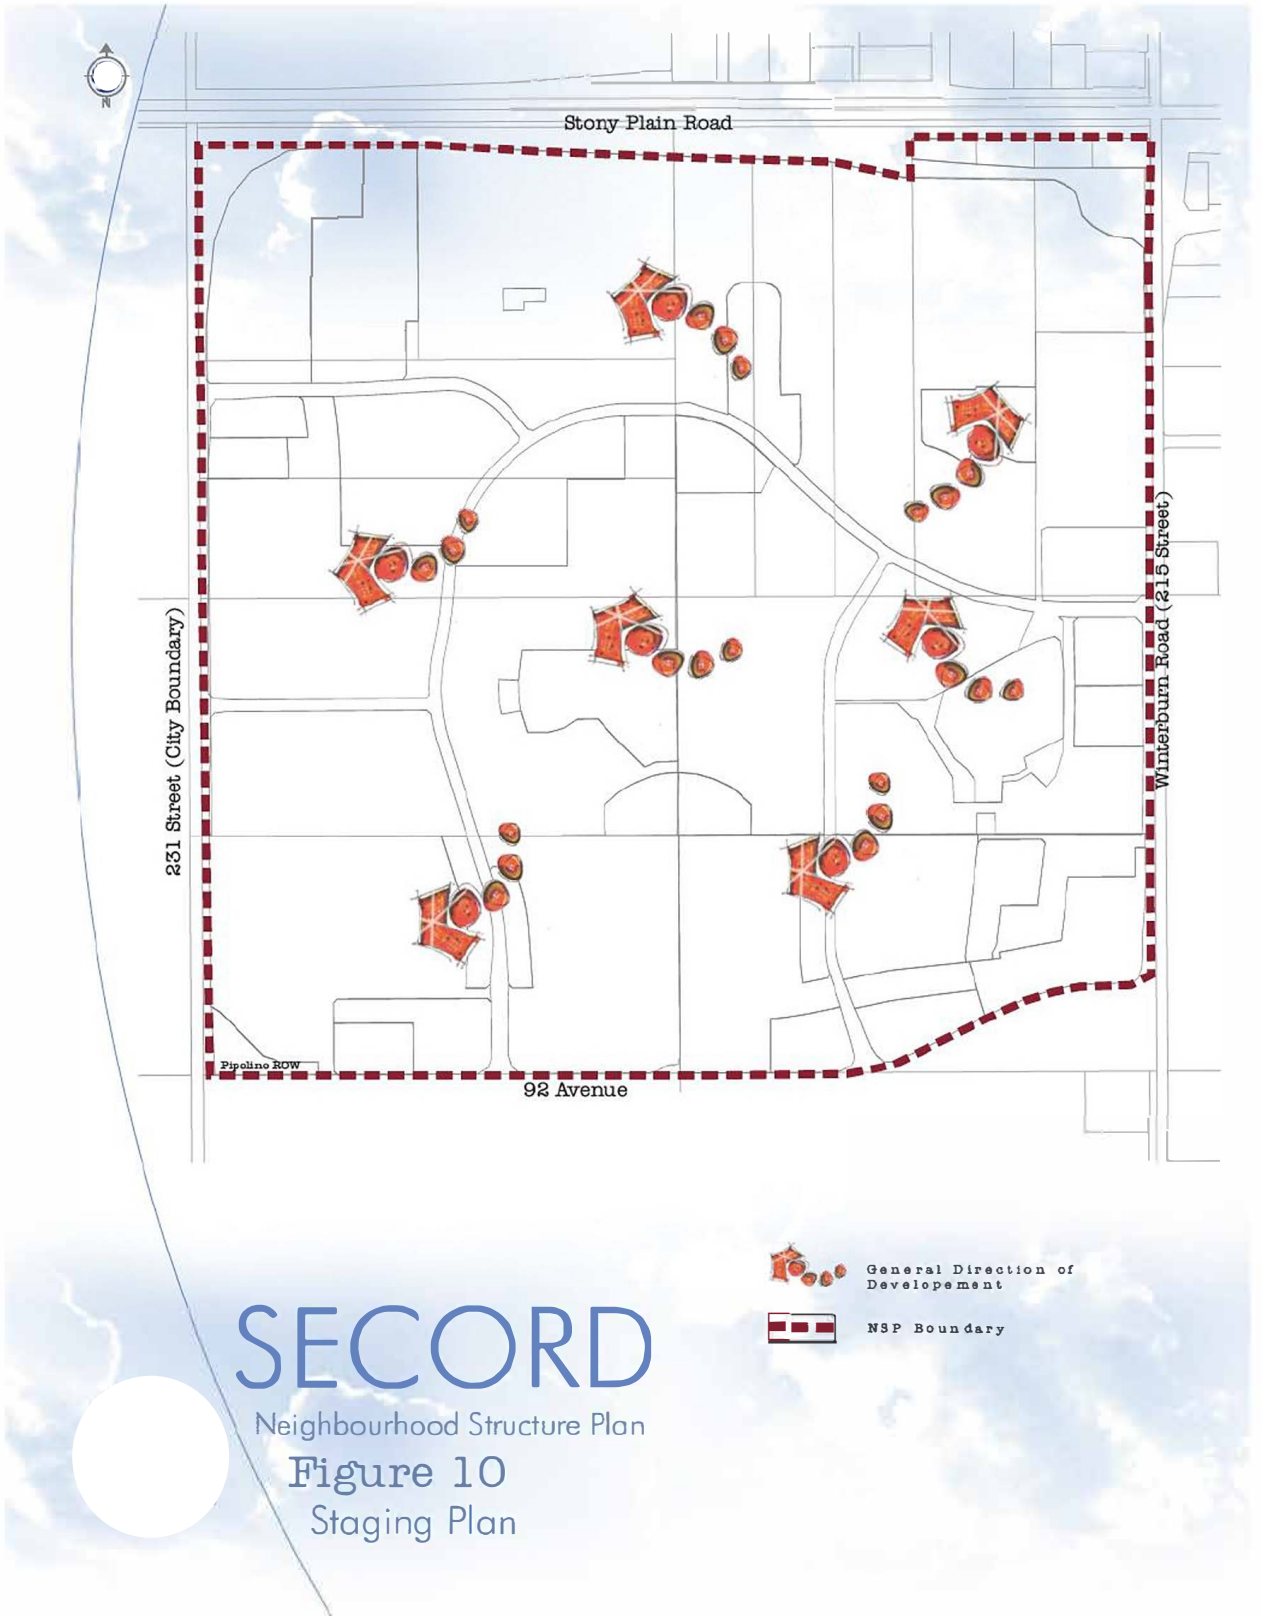 N
Stony Plain Road
231 Street (City Boundary)
Winterburn Road (215 Street)
Pipolino ROW
92 Avenue
General Direction of
Developement
NSP Boundary
SECORD
Neighbourhood Structure Plan
Figure 10
Staging Plan